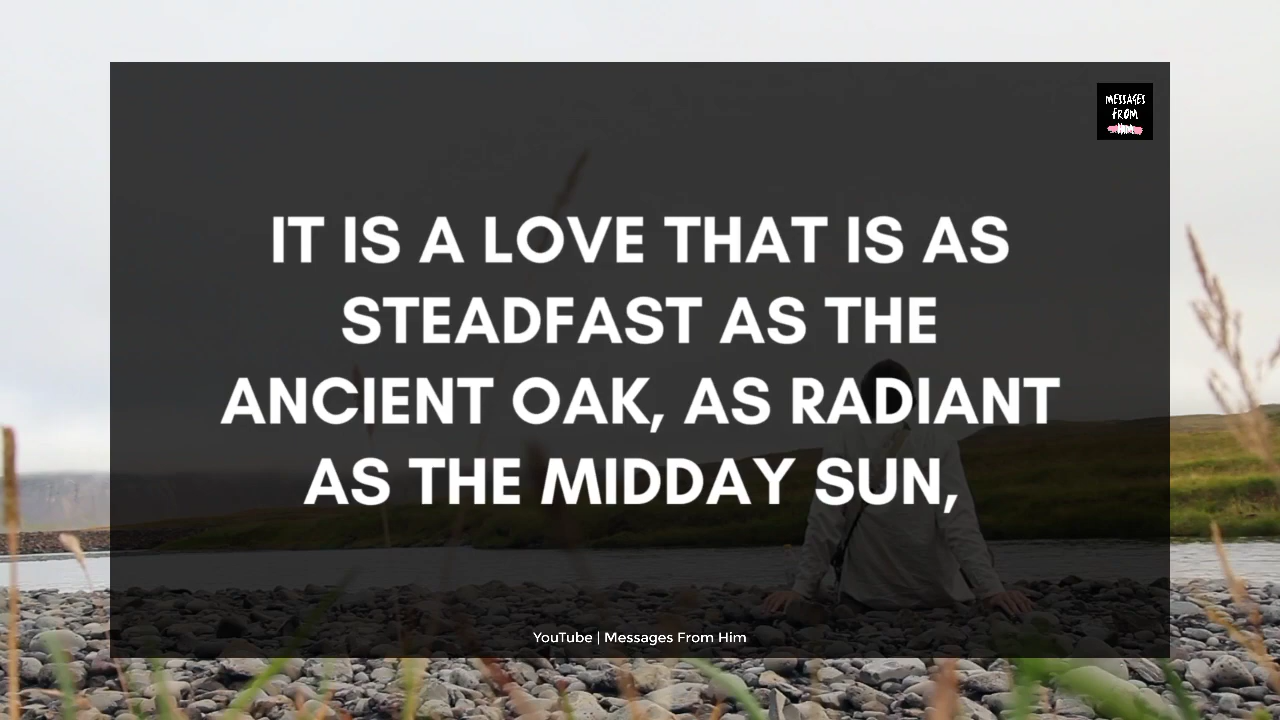 MESSAGES
FROM
HIM
IT IS A LOVE THAT IS AS
STEADFAST AS THE
ANCIENT OAK, AS RADIANT
AS THE MIDDAY SUN,
YouTube | Messages From Him